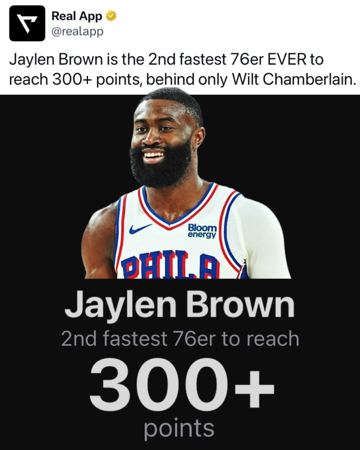 Real App
@realapp
Jaylen Brown is the 2nd fastest 76er EVER to
reach 300+ points, behind only Wilt Chamberlain.
Bloom
energy
PHILA
Jaylen Brown
2nd fastest 76er to reach
300+
points